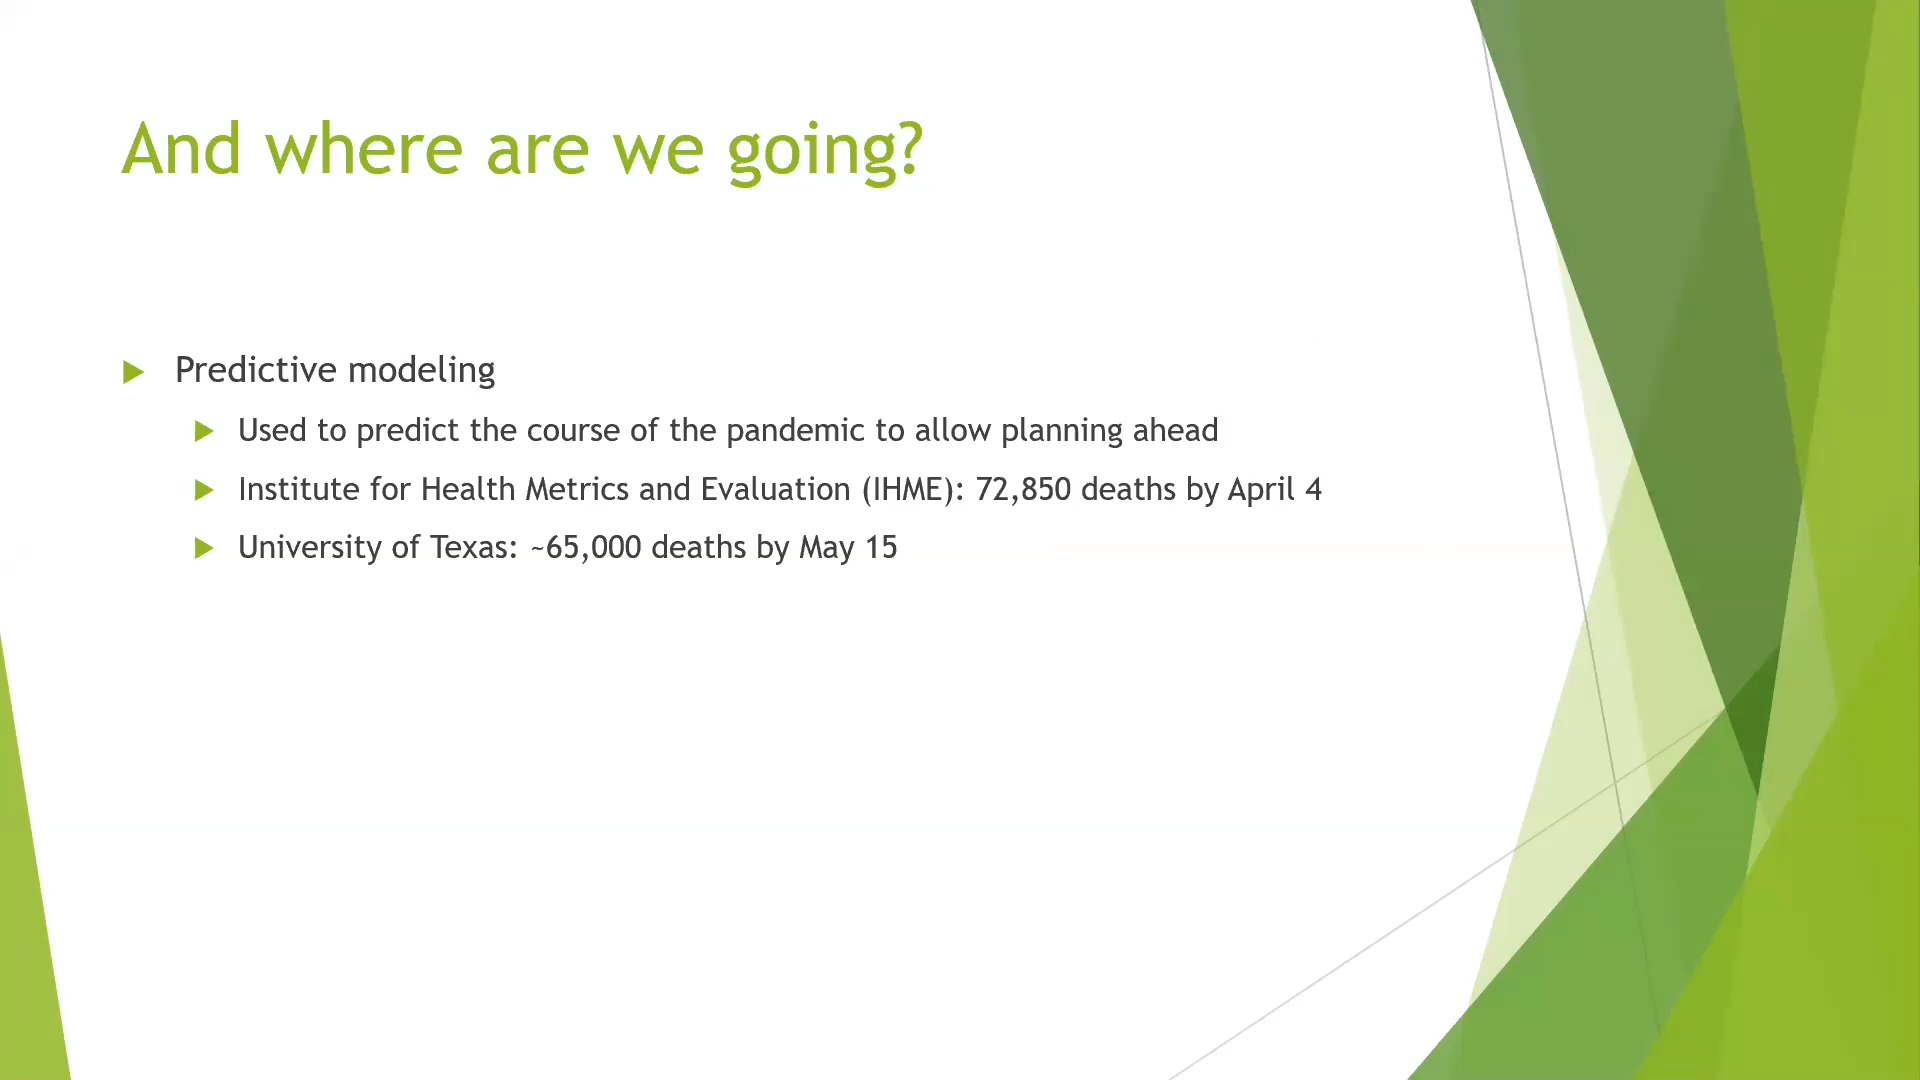 And where are we going?
Predictive modeling
Used to predict the course of the pandemic to allow planning ahead
Institute for Health Metrics and Evaluation (IHME): 72,850 deaths by April 4
University of Texas: ~65,000 deaths by May 15